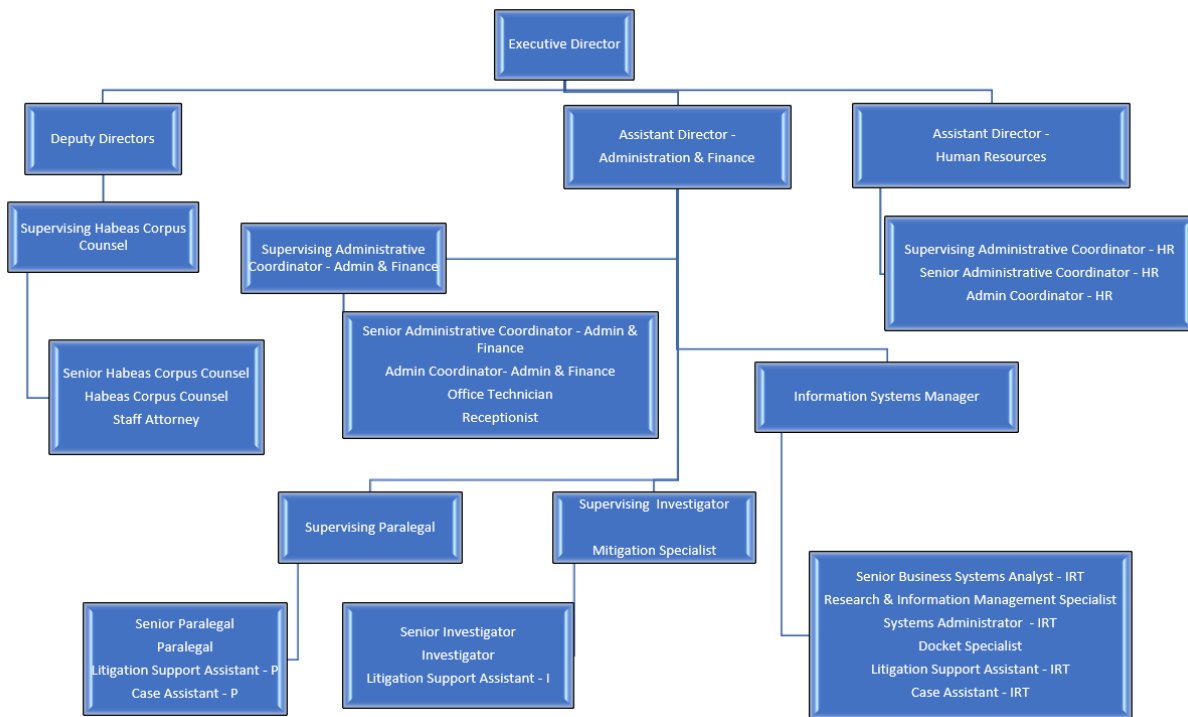 Executive Director
Deputy Directors
Assistant Director -
Administration & Finance
Assistant Director -
Human Resources
Supervising Habeas Corpus
Counsel
Supervising Administrative
Coordinator - Admin & Finance
Supervising Administrative Coordinator - HR
Senior Administrative Coordinator - HR
Admin Coordinator - HR
Senior Administrative Coordinator - Admin &
Finance
Admin Coordinator- Admin & Finance
Office Technician
Receptionist
Senior Habeas Corpus Counsel
Habeas Corpus Counsel
Staff Attorney
Information Systems Manager
Supervising Paralegal
Supervising Investigator
Mitigation Specialist
Senior Business Systems Analyst - IRT
Research & Information Management Specialist
Systems Administrator - IRT
Docket Specialist
Litigation Support Assistant - IRT
Case Assistant - IRT
Senior Paralegal
Paralegal
Litigation Support Assistant - P
Case Assistant - P
Senior Investigator
Investigator
Litigation Support Assistant - I